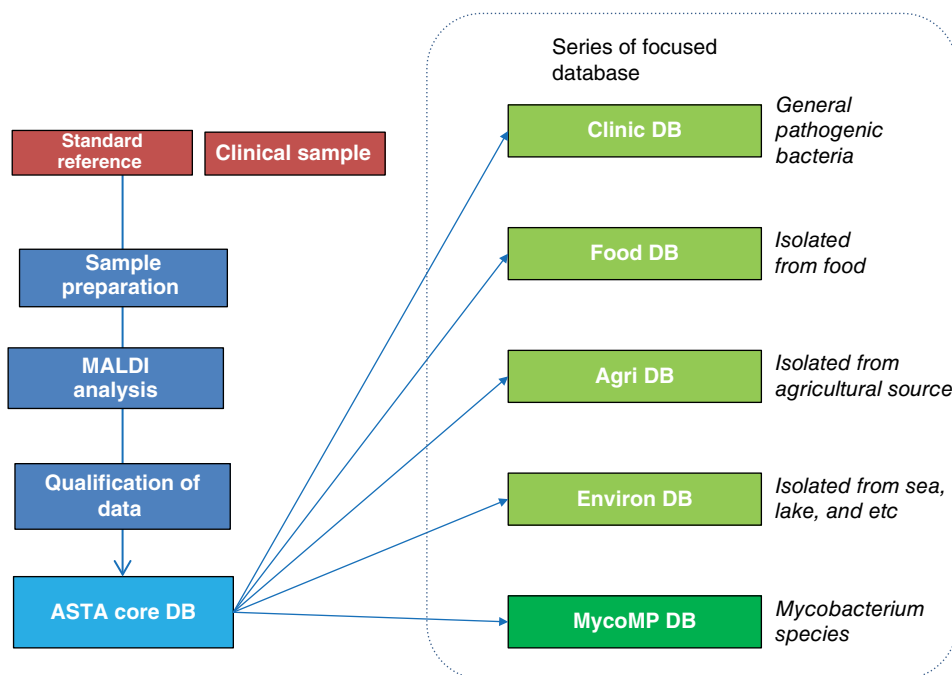 Standard
reference
Clinical sample
Sample
preparation
MALDI
analysis
Qualification of
data
ASTA core DB
Series of focused
database
Clinic DB
General
pathogenic
bacteria
Food DB
Isolated
from food
Agri DB
Isolated from
agricultural source
Environ DB
Isolated from sea,
lake, and etc
MycoMP DB
Mycobacterium
species